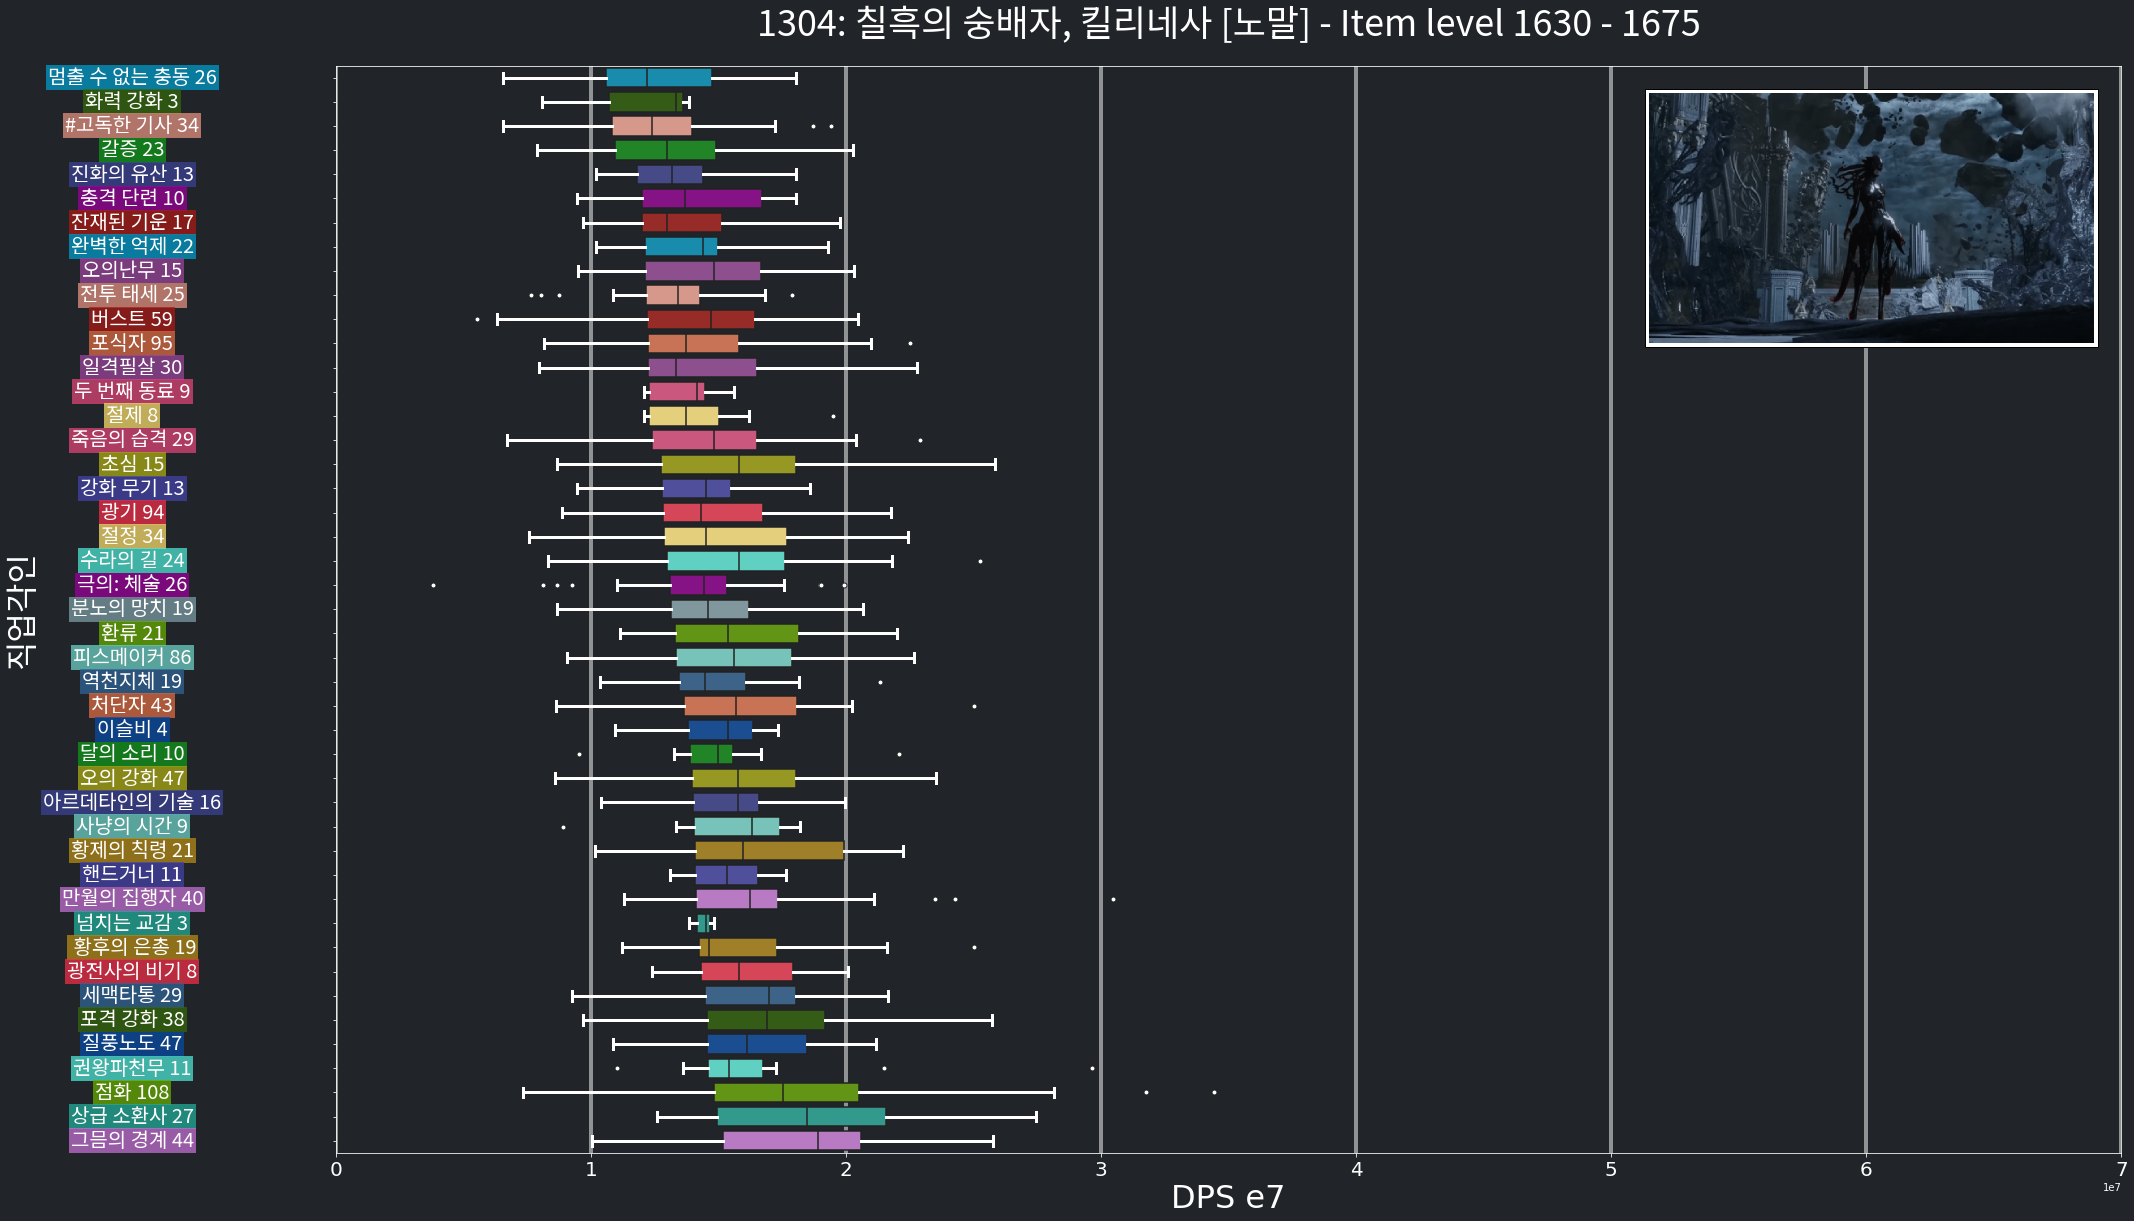 1304: 칠흑의 숭배자, 킬리네사 [노말] - Item level 1630 - 1675
멈출 수 없는 충동 26
화력 강화 3
#고독한 기사 34
갈증 23
진화의 유산 13
충격 단련 10
잔재된 기운 17
완벽한 억제 22
오의난무 15
전투 태세 25
버스트 59
포식자 95
일격필살 30
두 번째 동료 9
절제 8
죽음의 습격 29
초심 15
강화 무기 13
광기 94
절정 34
수라의 길 24
극의: 체술 26
분노의 망치 19
환류 21
피스메이커 86
역천지체 19
처단자 43
이슬비 4
달의 소리 10
오의 강화 47
아르데타인의 기술 16
사냥의 시간 9
황제의 칙령 21
핸드거너 11
만월의 집행자 40
넘치는 교감 3
황후의 은총 19
광전사의 비기 8
세맥타통 29
포격 강화 38
질풍노도 47
권왕파천무 11
점화 108
상급 소환사 27
그믐의 경계 44
직업각인
0 1 2 3 4 5 6 7
1e7
DPS e7